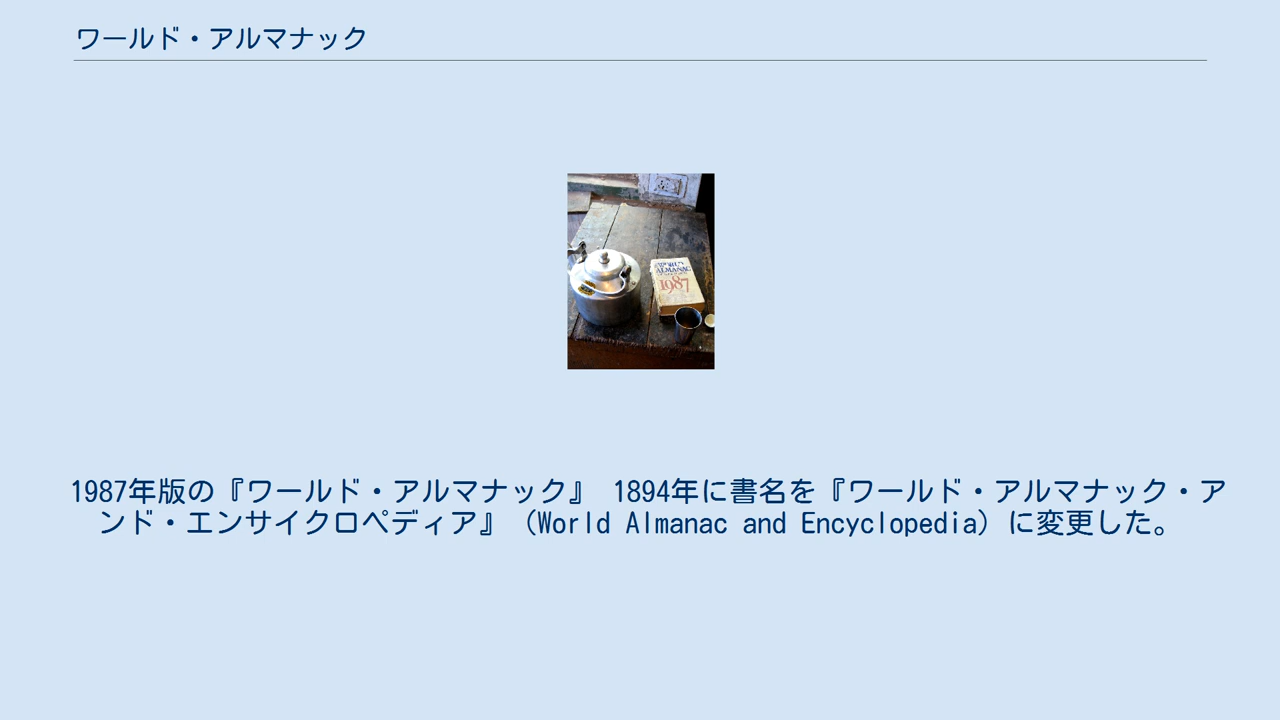 ワールド・アルマナック
ALMANAC
1987
1987年版の『ワールド・アルマナック』 1894年に書名を『ワールド・アルマナック・ア
ンド・エンサイクロペディア』（World Almanac and Encyclopedia）に変更した。